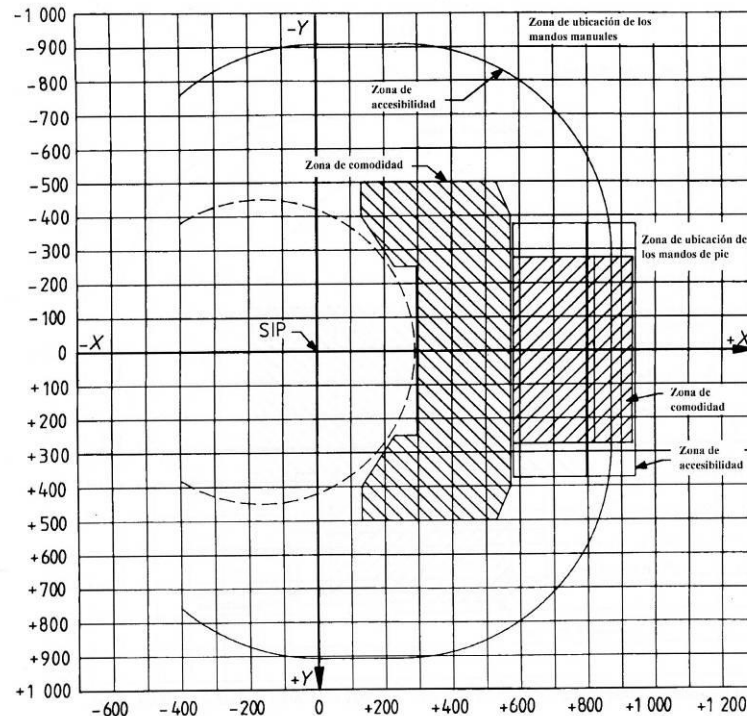 -1 000
-900
-800
-700
-600
-500
-400
-300
-200
-100
0
+100
+200
+300
+400
+500
+600
+700
+800
+900
+1 000
-Y
Zona de ubicación de los
mandos manuales
Zona de
accesibilidad
Zona de comodidad
Zona de ubicación de
los mandos de pie
SIP
-X
+X
Zona de
comodidad
Zona de
accesibilidad
+Y
-600
-400
-200
0
+200
+400
+600
+800
+1 000